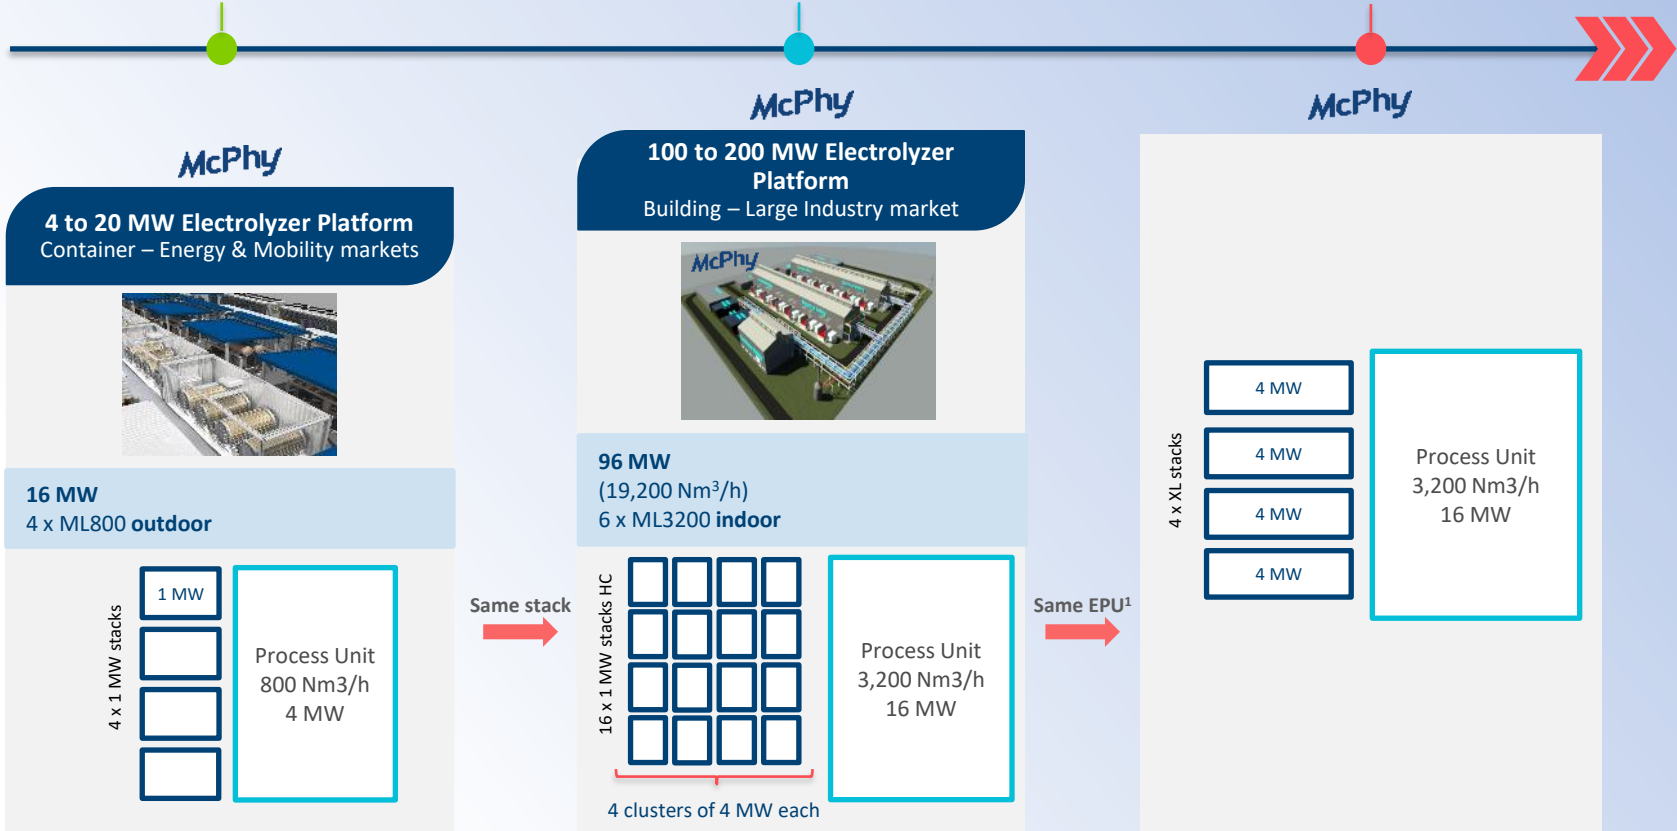 McPhy
4 to 20 MW Electrolyzer Platform
Container – Energy & Mobility markets
16 MW
4 x ML800 outdoor
4 x 1 MW stacks
1 MW
Process Unit
800 Nm3/h
4 MW
Same stack
McPhy
100 to 200 MW Electrolyzer
Platform
Building – Large Industry market
McPhy
96 MW
(19,200 Nm³/h)
6 x ML3200 indoor
16 x 1 MW stacks HC
Process Unit
3,200 Nm3/h
16 MW
4 clusters of 4 MW each
Same EPU¹
McPhy
4 x XL stacks
4 MW
4 MW
4 MW
4 MW
Process Unit
3,200 Nm3/h
16 MW